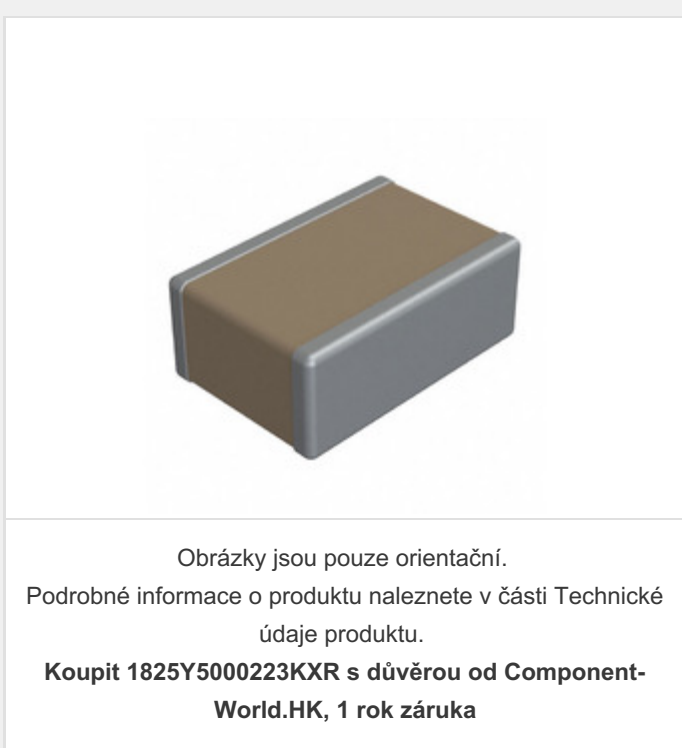 Obrázky jsou pouze orientační.
Podrobné informace o produktu naleznete v části Technické
údaje produktu.
Koupit 1825Y5000223KXR s důvěrou od Component-
World.HK, 1 rok záruka